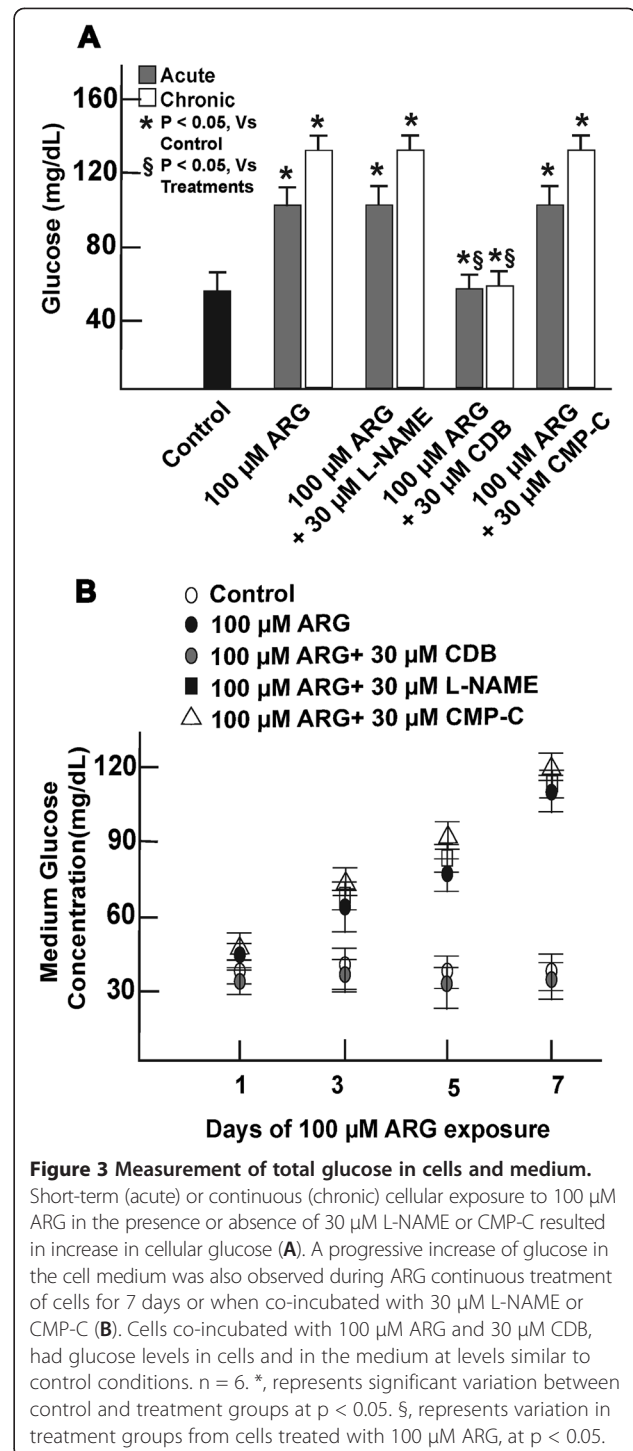 A
Acute
Chronic
* P < 0.05, Vs
Control
§ P < 0.05, Vs
Treatments
Glucose (mg/dL)
160
120
80
40
* * * * *§ *§ * *
Control
100 µM ARG
100 µM ARG
+ 30 µM L-NAME
100 µM ARG
+ 30 µM CDB
100 µM ARG
+ 30 µM CMP-C
B
Control
100 µM ARG
100 µM ARG+ 30 µM CDB
100 µM ARG+ 30 µM L-NAME
100 µM ARG+ 30 µM CMP-C
Medium Glucose
Concentration(mg/dL)
120
90
60
30
1 3 5 7
Days of 100 µM ARG exposure
Figure 3 Measurement of total glucose in cells and medium.
Short-term (acute) or continuous (chronic) cellular exposure to 100 µM
ARG in the presence or absence of 30 µM L-NAME or CMP-C resulted
in increase in cellular glucose (A). A progressive increase of glucose in
the cell medium was also observed during ARG continuous treatment
of cells for 7 days or when co-incubated with 30 µM L-NAME or
CMP-C (B). Cells co-incubated with 100 µM ARG and 30 µM CDB,
had glucose levels in cells and in the medium at levels similar to
control conditions. n = 6. *, represents significant variation between
control and treatment groups at p < 0.05. §, represents variation in
treatment groups from cells treated with 100 µM ARG, at p < 0.05.